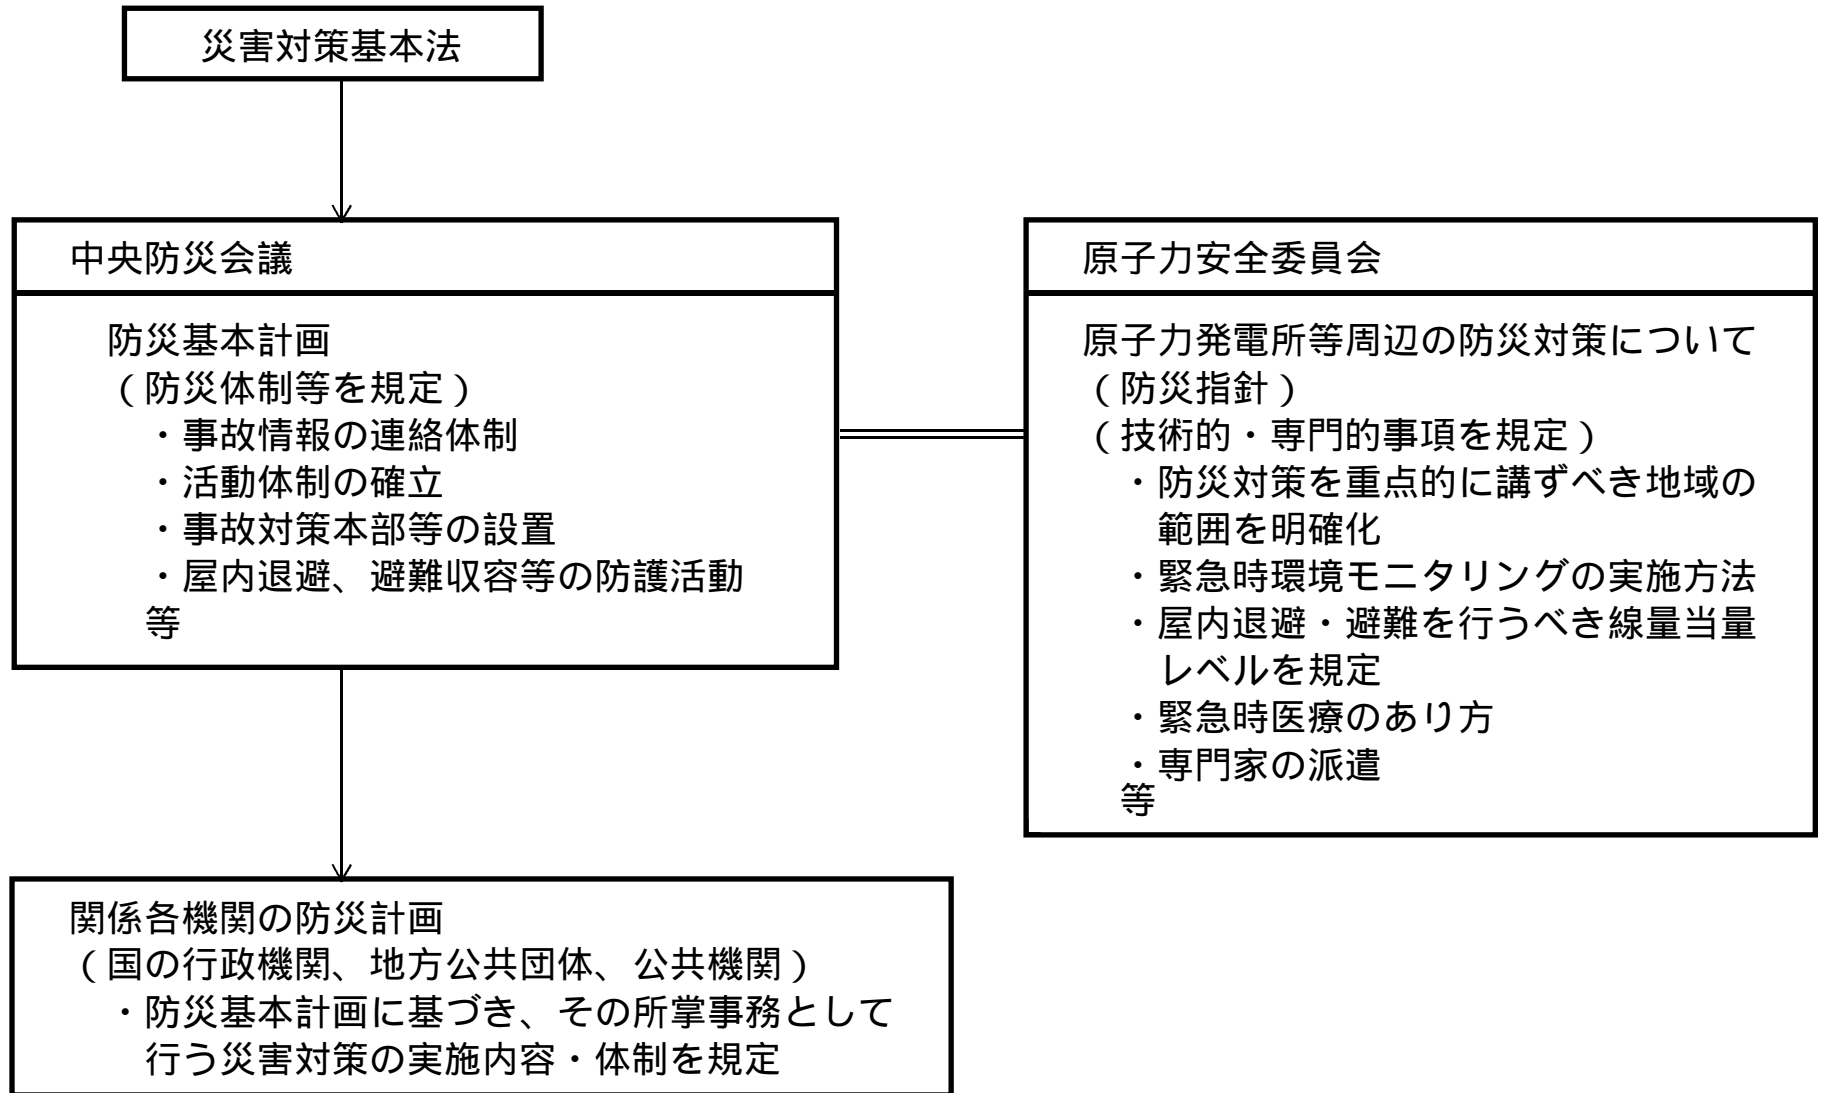 災害対策基本法
中央防災会議
防災基本計画
（防災体制等を規定）
・事故情報の連絡体制
・活動体制の確立
・事故対策本部等の設置
・屋内退避、避難収容等の防護活動
等
原子力安全委員会
原子力発電所等周辺の防災対策について
（防災指針）
（技術的・専門的事項を規定）
・防災対策を重点的に講ずべき地域の
範囲を明確化
・緊急時環境モニタリングの実施方法
・屋内退避・避難を行うべき線量当量
レベルを規定
・緊急時医療のあり方
・専門家の派遣
等
関係各機関の防災計画
（国の行政機関、地方公共団体、公共機関）
・防災基本計画に基づき、その所掌事務として
行う災害対策の実施内容・体制を規定